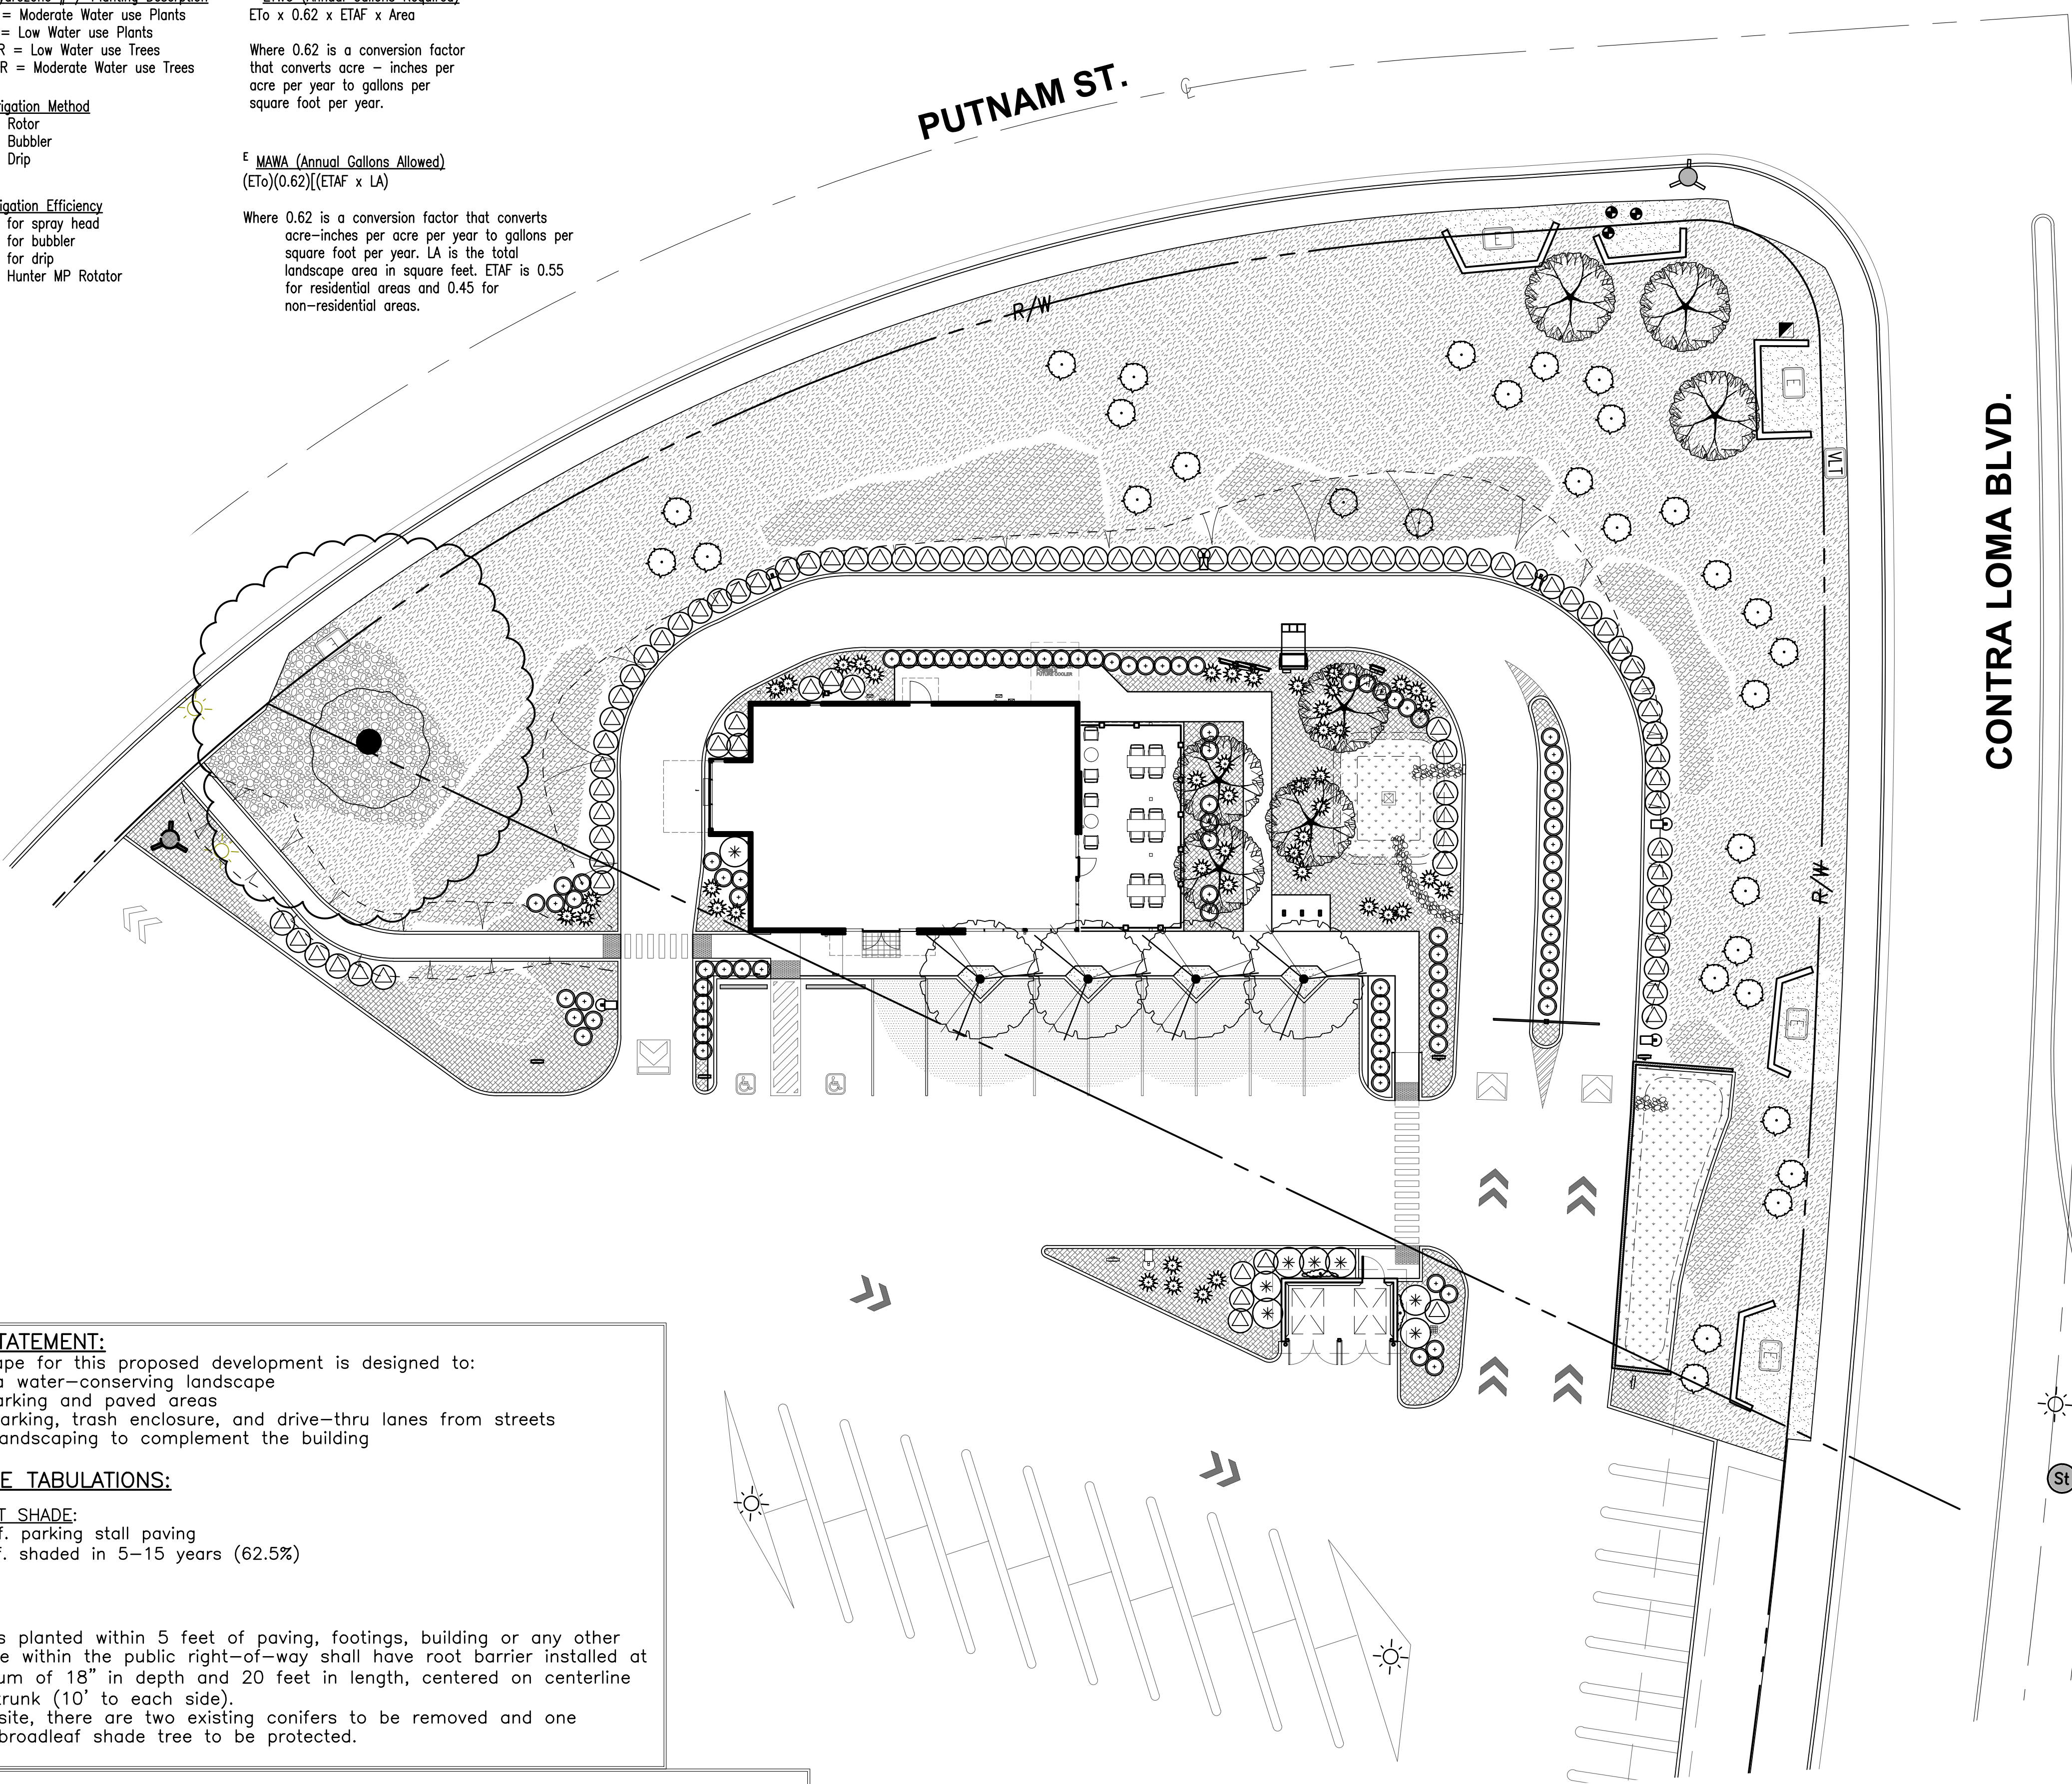 = Moderate Water use Plants
= Low Water use Plants
R = Low Water use Trees
R = Moderate Water use Trees
rigation Method
Rotor
Bubbler
Drip
rigation Efficiency
for spray head
for bubbler
for drip
Hunter MP Rotator
ETo x 0.62 x ETAF x Area
Where 0.62 is a conversion factor
that converts acre – inches per
acre per year to gallons per
square foot per year.
E MAWA (Annual Gallons Allowed)
(ETo)(0.62)[(ETAF x LA)
Where 0.62 is a conversion factor that converts
acre–inches per acre per year to gallons per
square foot per year. LA is the total
landscape area in square feet. ETAF is 0.55
for residential areas and 0.45 for
non–residential areas.
PUTNAM ST.
CL
R/W
E
E
VLT
CONTRA LOMA BLVD.
E
FUTURE COOLER
R/W
E
E
St
TATEMENT:
ape for this proposed development is designed to:
a water–conserving landscape
arking and paved areas
arking, trash enclosure, and drive–thru lanes from streets
andscaping to complement the building
E TABULATIONS:
T SHADE:
f. parking stall paving
f. shaded in 5–15 years (62.5%)
s planted within 5 feet of paving, footings, building or any other
e within the public right–of–way shall have root barrier installed at
um of 18” in depth and 20 feet in length, centered on centerline
trunk (10’ to each side).
site, there are two existing conifers to be removed and one
broadleaf shade tree to be protected.